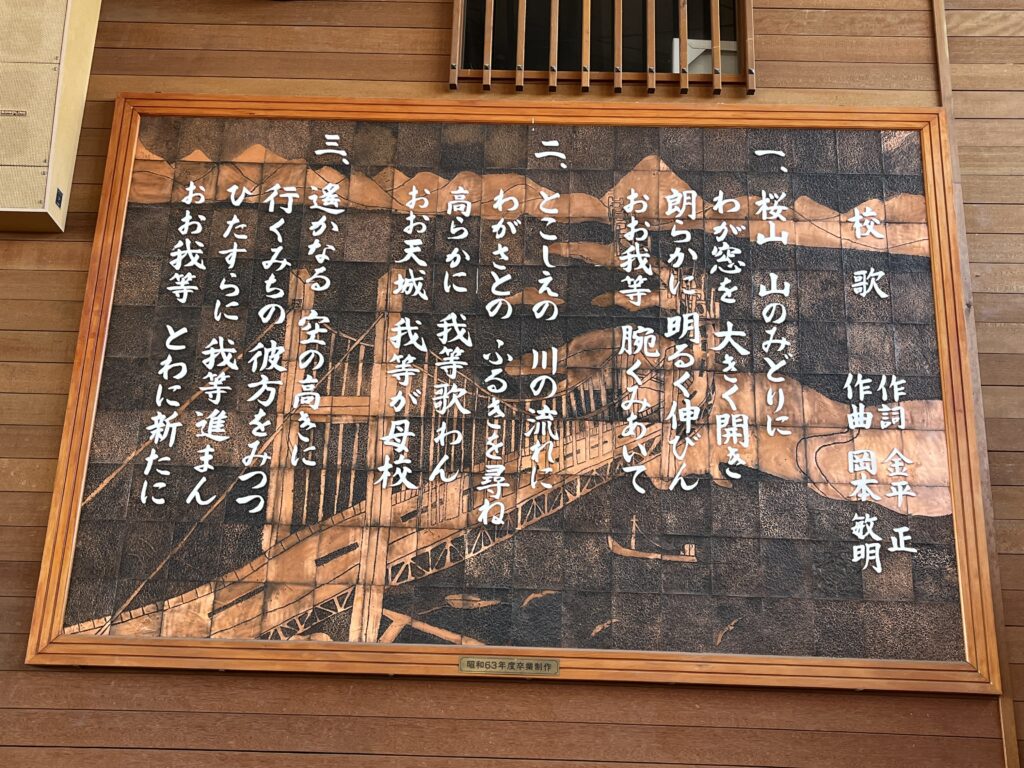 校歌
作詞 金平 正
作曲 岡本 敏明
一、桜山 山のみどりに
わが窓を 大きく開き
朗らかに 明るく伸びん
おお我等 腕くみあいて
二、とこしえの 川の流れに
わがさとの ふるきを尋ね
高らかに 我等歌わん
おお天城 我等が母校
三、遥かなる 空の高きに
行くみちの 彼方をみつつ
ひたすらに 我等進まん
おお我等 とわに新たに
昭和63年度卒業制作